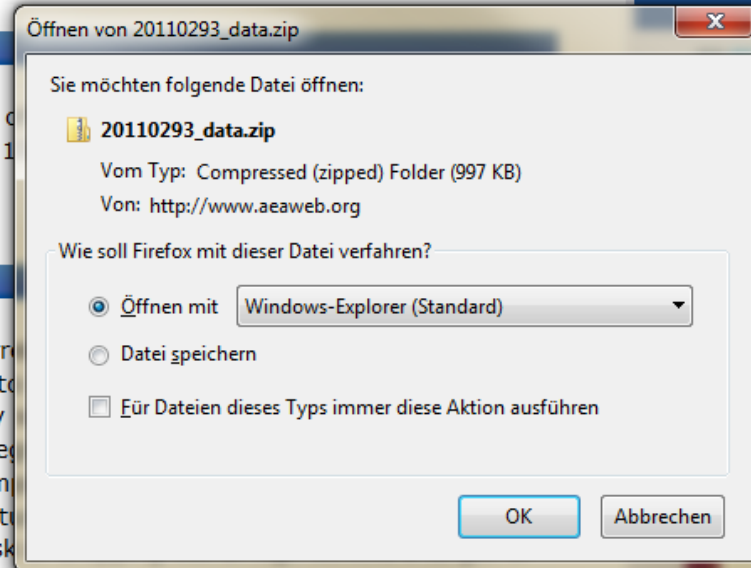 Öffnen von 20110293_data.zip
x
Sie möchten folgende Datei öffnen:
20110293_data.zip
Vom Typ: Compressed (zipped) Folder (997 KB)
Von: http://www.aeaweb.org
Wie soll Firefox mit dieser Datei verfahren?
Öffnen mit Windows-Explorer (Standard)
Datei speichern
Für Dateien dieses Typs immer diese Aktion ausführen
OK Abbrechen